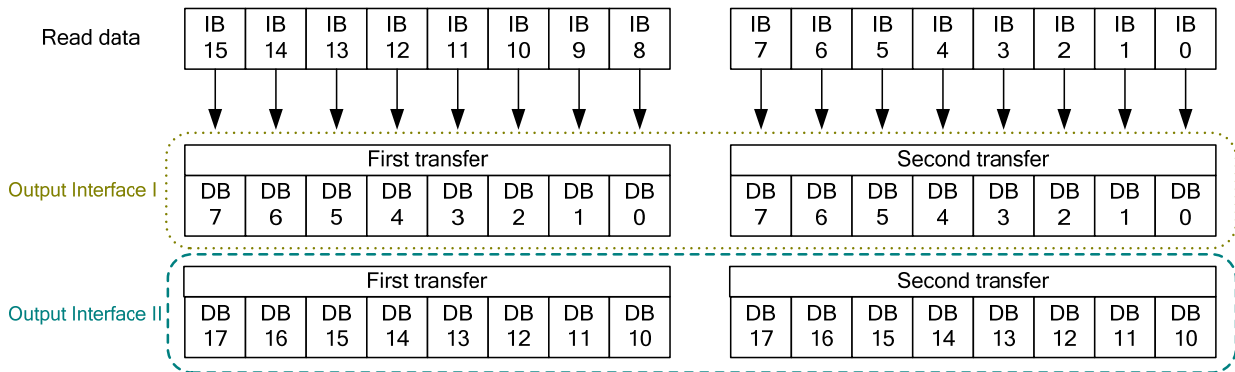 Read data
IB IB IB IB IB IB IB IB IB IB IB IB IB IB IB IB
15 14 13 12 11 10 9 8 7 6 5 4 3 2 1 0
First transfer Second transfer
Output Interface I
DB DB DB DB DB DB DB DB DB DB DB DB DB DB DB DB
7 6 5 4 3 2 1 0 7 6 5 4 3 2 1 0
First transfer Second transfer
Output Interface II
DB DB DB DB DB DB DB DB DB DB DB DB DB DB DB DB
17 16 15 14 13 12 11 10 17 16 15 14 13 12 11 10